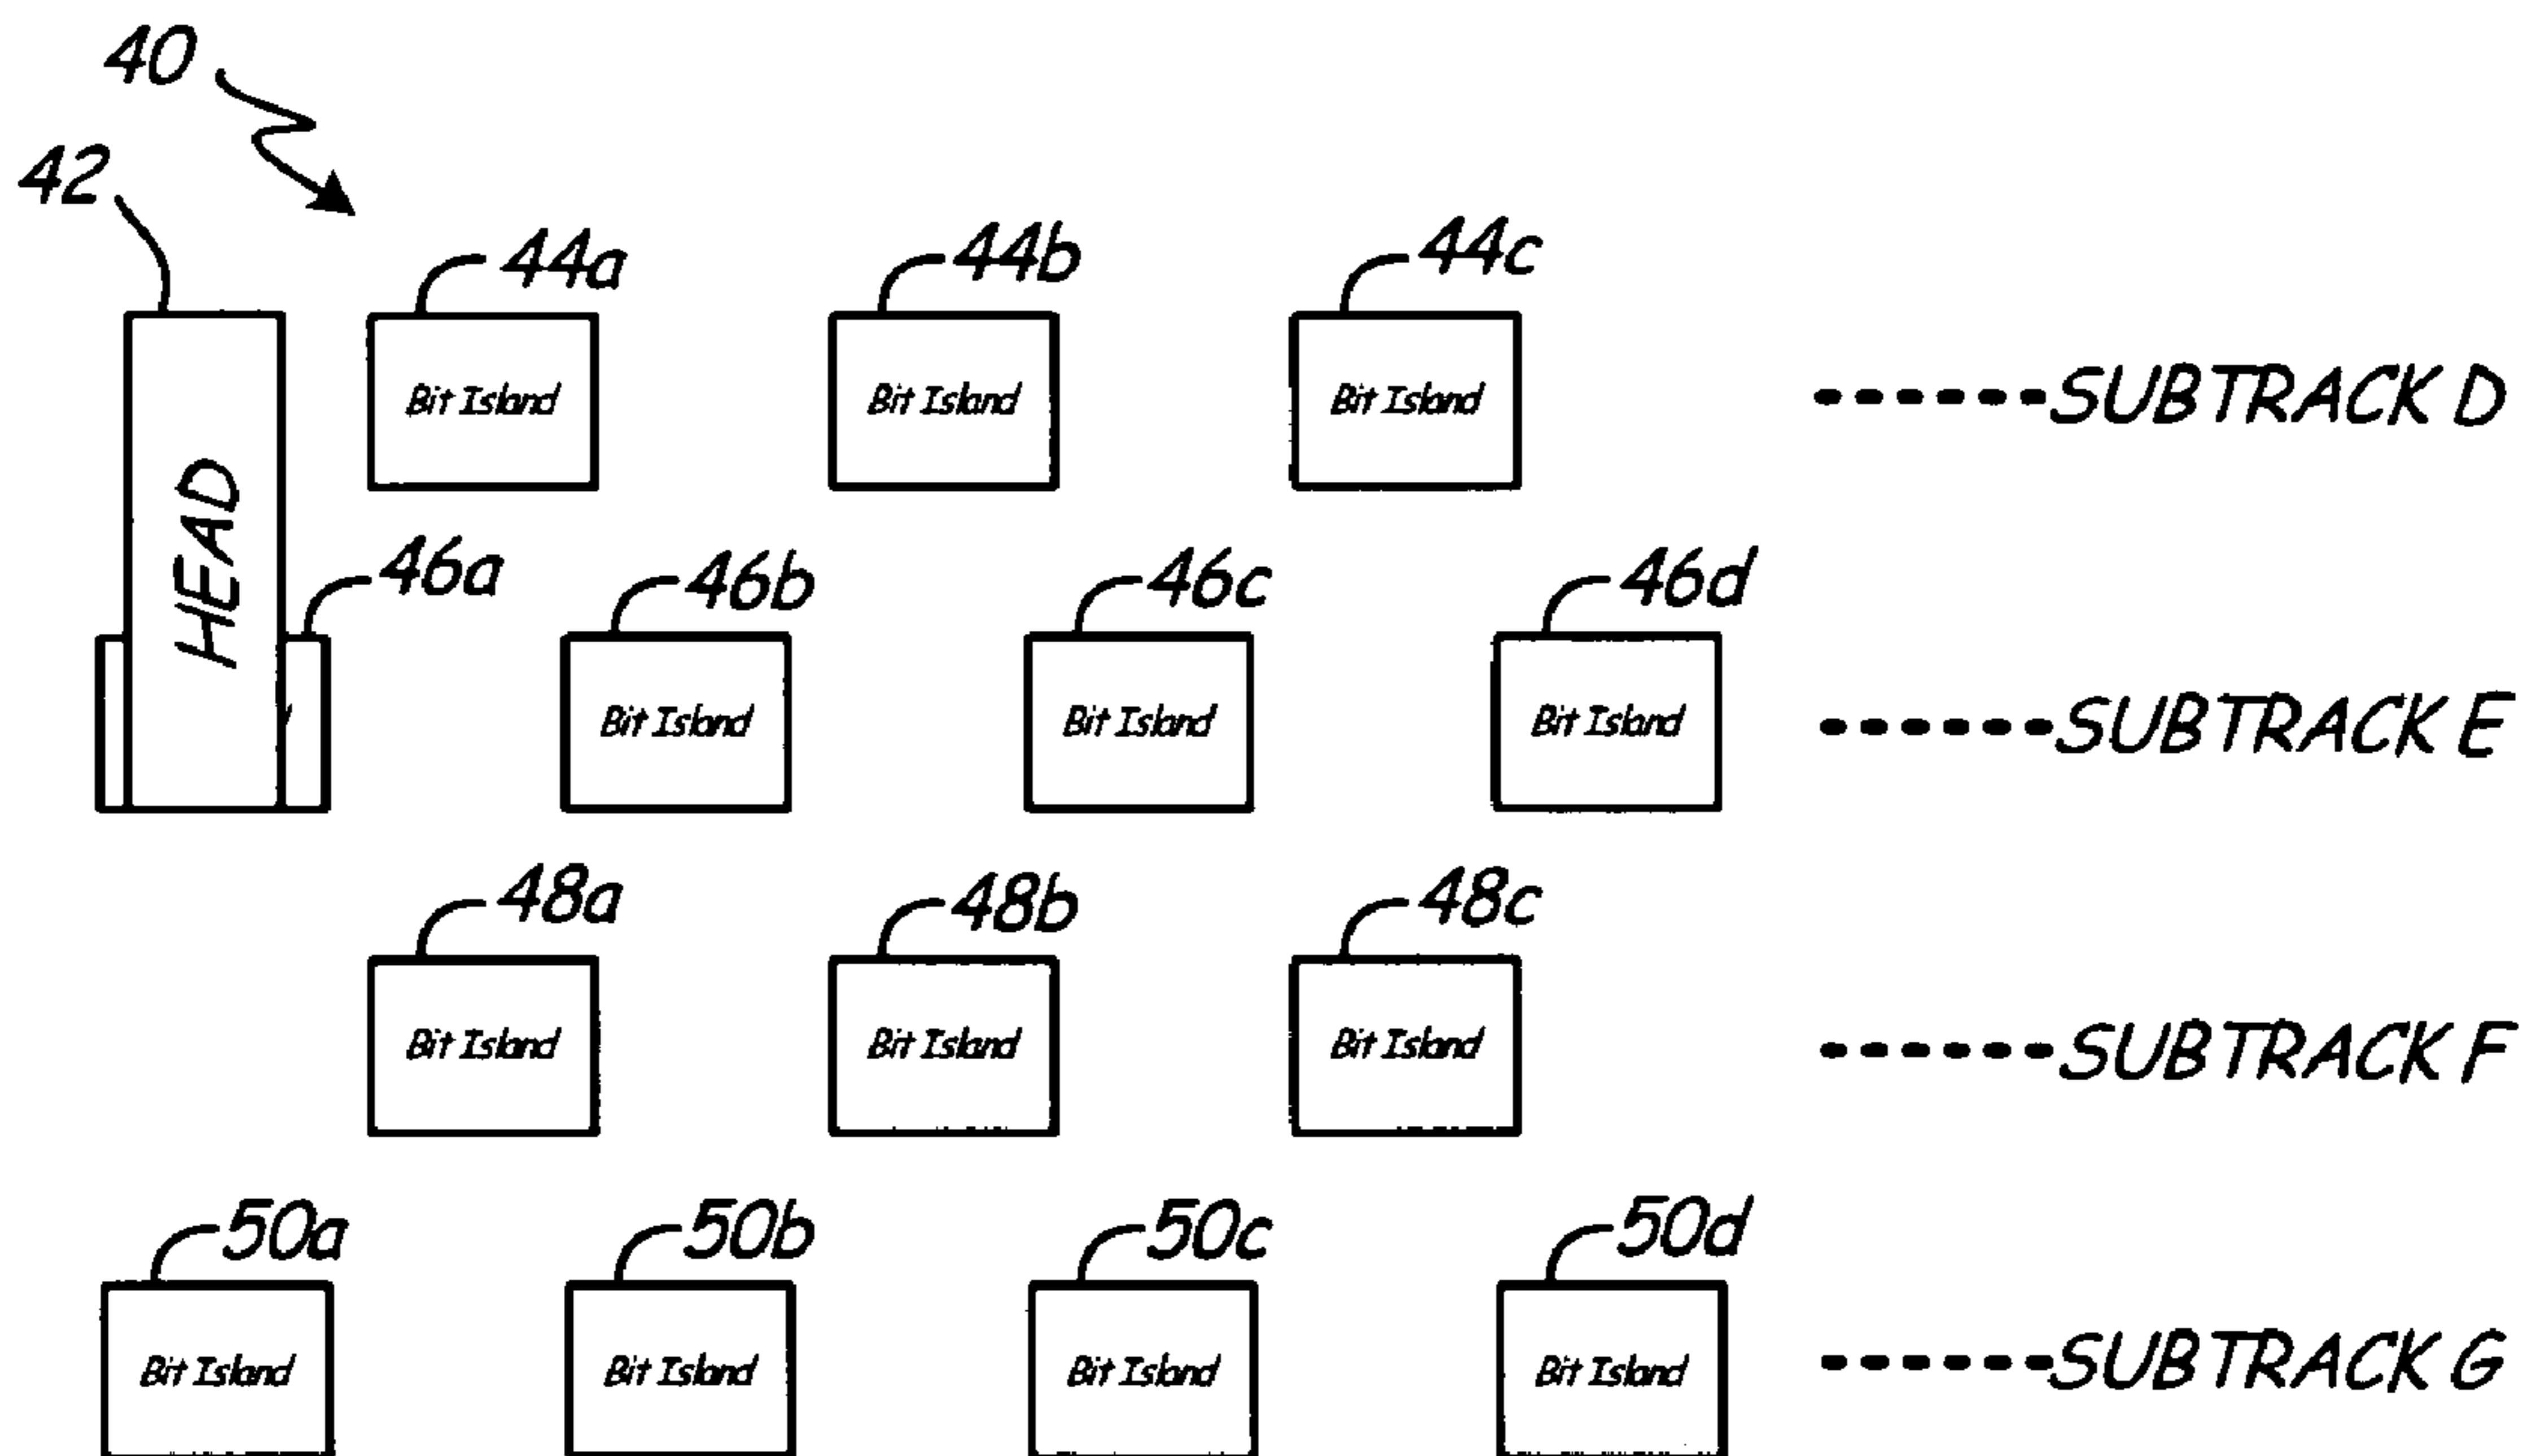 40
42
44a 44b 44c
Bit Island Bit Island Bit Island ------SUBTRACK D
HEAD
46a 46b 46c 46d
Bit Island Bit Island Bit Island ------SUBTRACK E
48a 48b 48c
Bit Island Bit Island Bit Island ------SUBTRACK F
50a 50b 50c 50d
Bit Island Bit Island Bit Island Bit Island ------SUBTRACK G